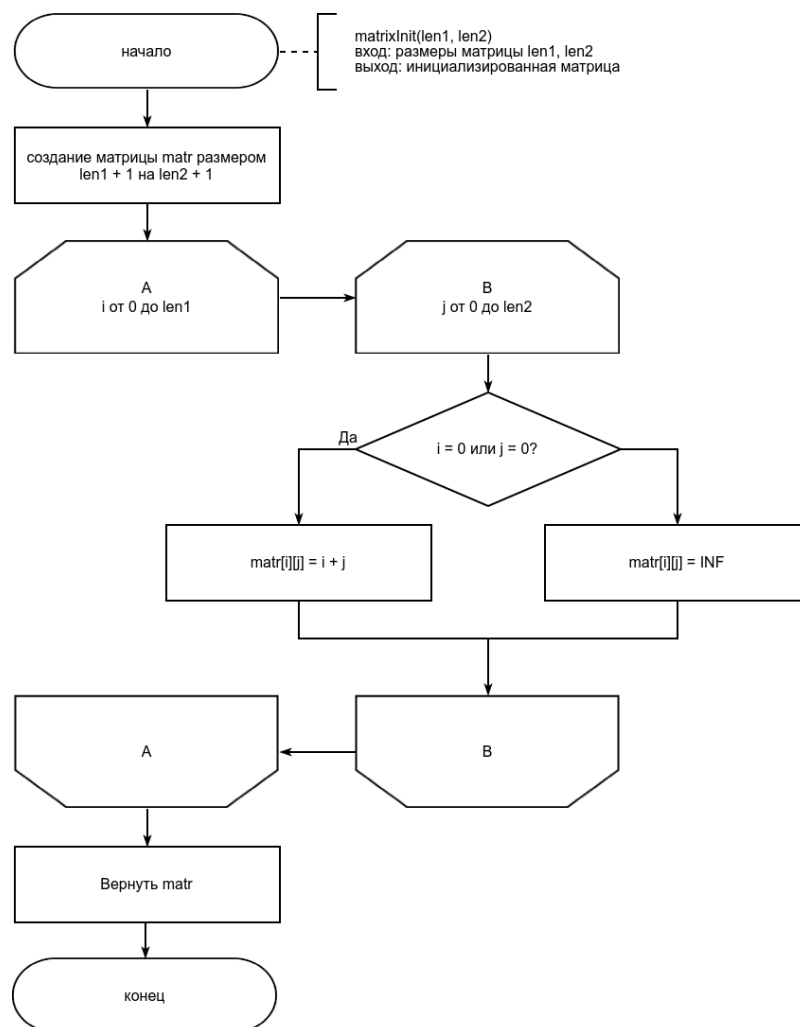 начало
matrixInit(len1, len2)
вход: размеры матрицы len1, len2
выход: инициализированная матрица
создание матрицы matr размером
len1 + 1 на len2 + 1
A
i от 0 до len1
B
j от 0 до len2
Да
i = 0 или j = 0?
matr[i][j] = i + j
matr[i][j] = INF
A
B
Вернуть matr
конец